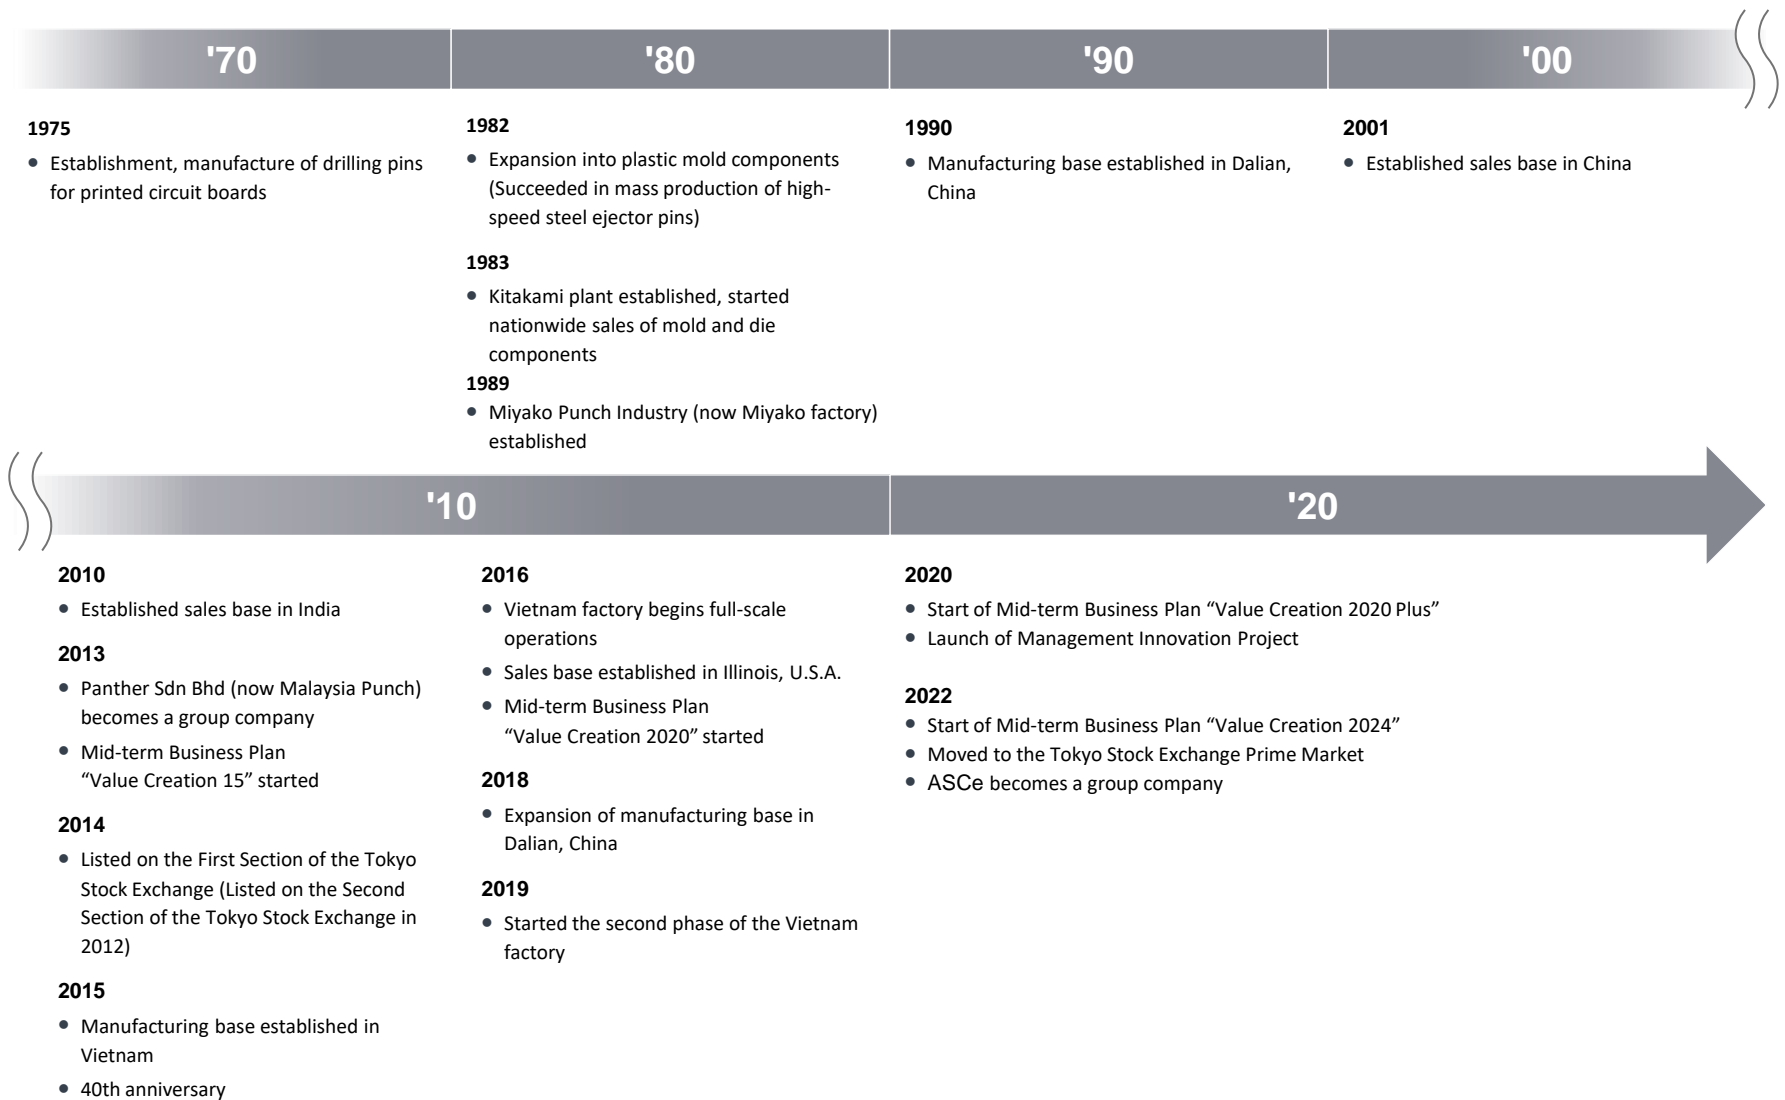 '70
'80
'90
'00
1975
• Establishment, manufacture of drilling pins
for printed circuit boards
1982
• Expansion into plastic mold components
(Succeeded in mass production of high-
speed steel ejector pins)
1983
• Kitakami plant established, started
nationwide sales of mold and die
components
1989
• Miyako Punch Industry (now Miyako factory)
established
1990
• Manufacturing base established in Dalian,
China
2001
• Established sales base in China
'10
'20
2010
• Established sales base in India
2013
• Panther Sdn Bhd (now Malaysia Punch)
becomes a group company
• Mid-term Business Plan
“Value Creation 15” started
2014
• Listed on the First Section of the Tokyo
Stock Exchange (Listed on the Second
Section of the Tokyo Stock Exchange in
2012)
2015
• Manufacturing base established in
Vietnam
• 40th anniversary
2016
• Vietnam factory begins full-scale
operations
• Sales base established in Illinois, U.S.A.
• Mid-term Business Plan
“Value Creation 2020” started
2018
• Expansion of manufacturing base in
Dalian, China
2019
• Started the second phase of the Vietnam
factory
2020
• Start of Mid-term Business Plan “Value Creation 2020 Plus”
• Launch of Management Innovation Project
2022
• Start of Mid-term Business Plan “Value Creation 2024”
• Moved to the Tokyo Stock Exchange Prime Market
• ASCe becomes a group company